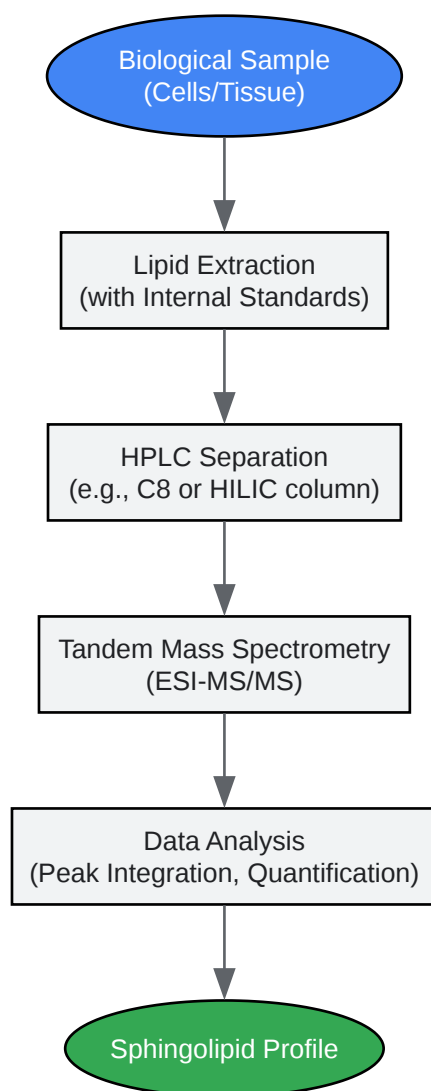 Biological Sample
(Cells/Tissue)
Lipid Extraction
(with Internal Standards)
HPLC Separation
(e.g., C8 or HILIC column)
Tandem Mass Spectrometry
(ESI-MS/MS)
Data Analysis
(Peak Integration, Quantification)
Sphingolipid Profile